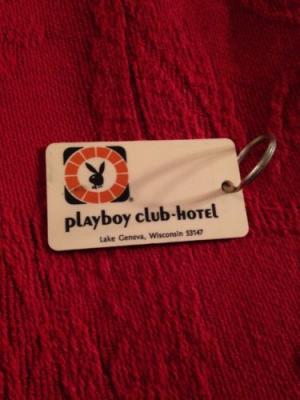 playboy club-hotel
Lake Geneva, Wisconsin 53147